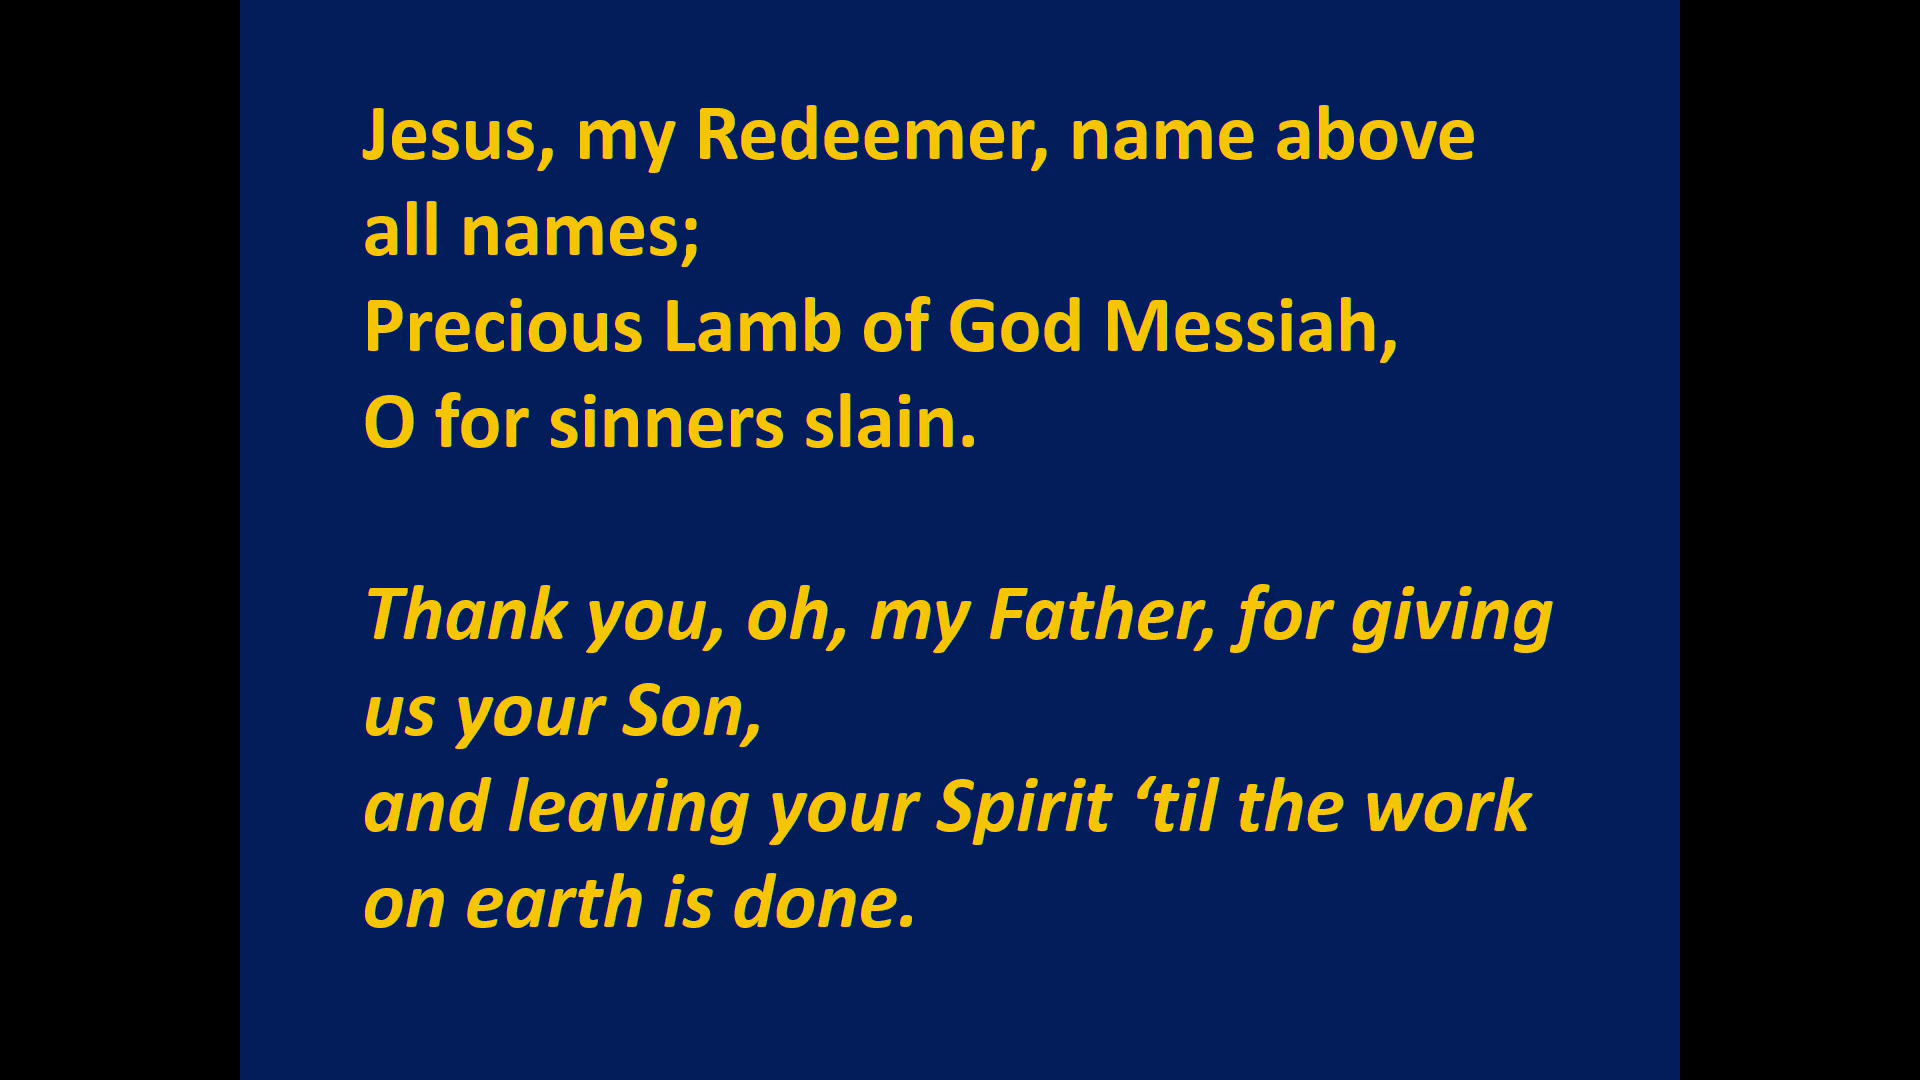 Jesus, my Redeemer, name above
all names;
Precious Lamb of God Messiah,
O for sinners slain.
Thank you, oh, my Father, for giving
us your Son,
and leaving your Spirit ‘til the work
on earth is done.